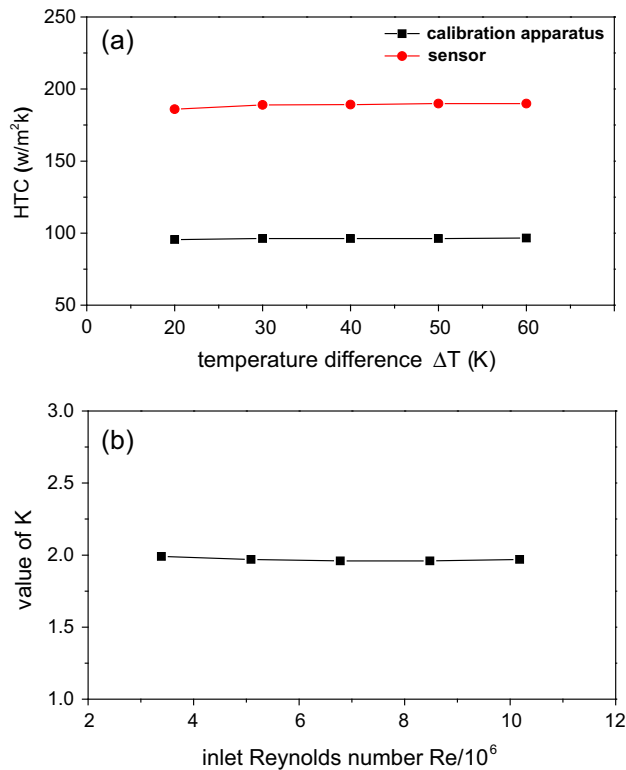 (a)
calibration apparatus
sensor
HTC (w/m²k)
250
200
150
100
50
0
20
30
40
50
60
temperature difference ΔT (K)
(b)
value of K
3.0
2.5
2.0
1.5
1.0
2
4
6
8
10
12
inlet Reynolds number Re/10⁶